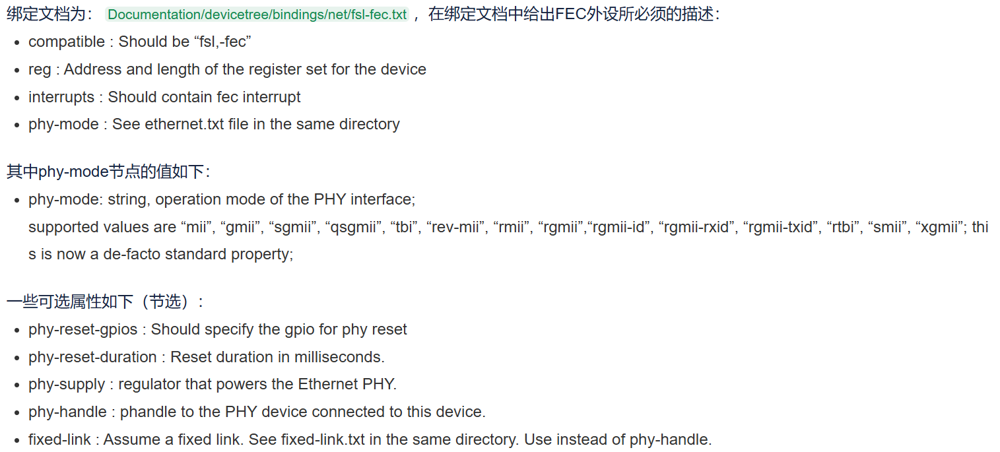 绑定文档为： Documentation/devicetree/bindings/net/fsl-fec.txt ，在绑定文档中给出FEC外设所必须的描述：
• compatible : Should be “fsl,-fec”
• reg : Address and length of the register set for the device
• interrupts : Should contain fec interrupt
• phy-mode : See ethernet.txt file in the same directory
其中phy-mode节点的值如下：
• phy-mode: string, operation mode of the PHY interface;
supported values are “mii”, “gmii”, “sgmii”, “qsgmii”, “tbi”, “rev-mii”, “rmii”, “rgmii”,“rgmii-id”, “rgmii-rxid”, “rgmii-txid”, “rtbi”, “smii”, “xgmii”; thi
s is now a de-facto standard property;
一些可选属性如下（节选）：
• phy-reset-gpios : Should specify the gpio for phy reset
• phy-reset-duration : Reset duration in milliseconds.
• phy-supply : regulator that powers the Ethernet PHY.
• phy-handle : phandle to the PHY device connected to this device.
• fixed-link : Assume a fixed link. See fixed-link.txt in the same directory. Use instead of phy-handle.